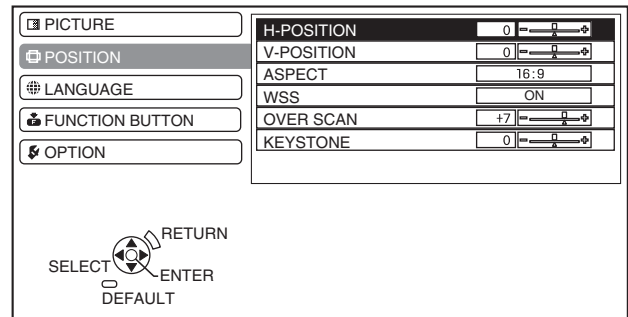 PICTURE
POSITION
LANGUAGE
FUNCTION BUTTON
OPTION
H-POSITION 0
V-POSITION 0
ASPECT 16:9
WSS ON
OVER SCAN +7
KEYSTONE 0
RETURN
SELECT
ENTER
DEFAULT